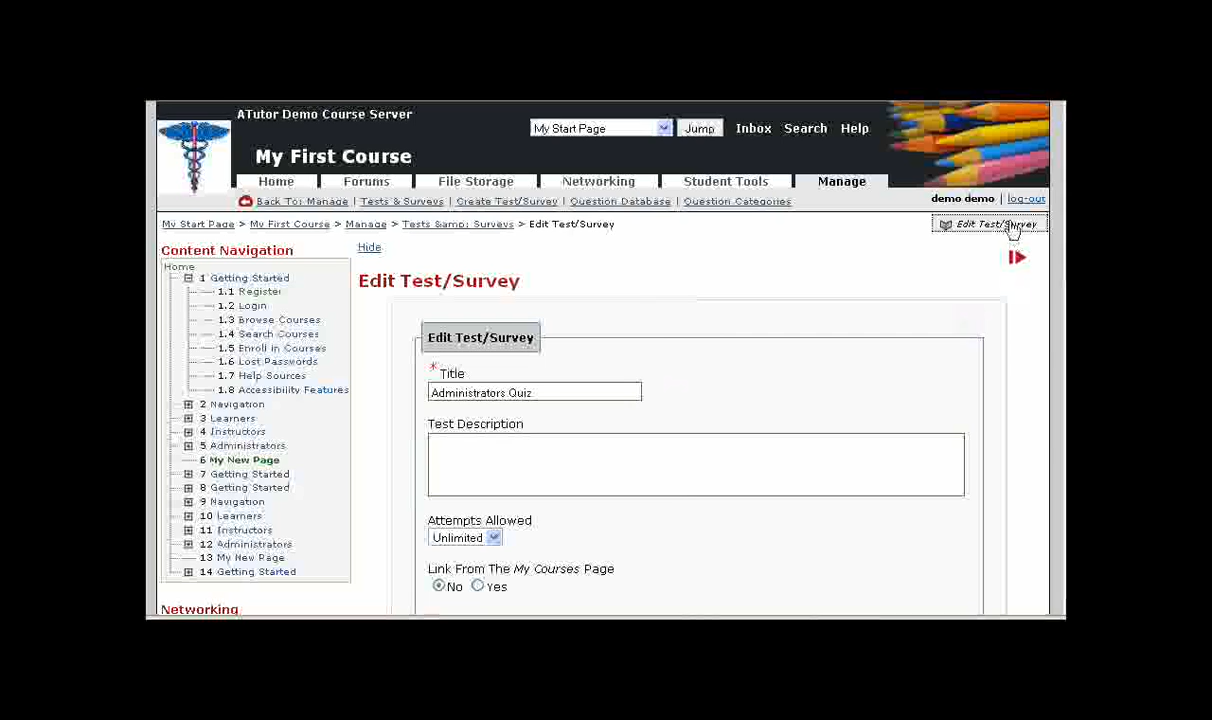 ATutor Demo Course Server
My Start Page Jump Inbox Search Help
My First Course
Home Forums File Storage Networking Student Tools Manage
Back To: Manage | Tests & Surveys | Create Test/Survey | Question Database | Question Categories
demo demo | log-out
My Start Page > My First Course > Manage > Tests &amp; Surveys > Edit Test/Survey
Edit Test/Survey
Content Navigation
Home
1 Getting Started
1.1 Register
1.2 Login
1.3 Browse Courses
1.4 Search Courses
1.5 Enroll in Courses
1.6 Lost Passwords
1.7 Help Sources
1.8 Accessibility Features
2 Navigation
3 Learners
4 Instructors
5 Administrators
6 My New Page
7 Getting Started
8 Getting Started
9 Navigation
10 Learners
11 Instructors
12 Administrators
13 My New Page
14 Getting Started
Networking
Hide
Edit Test/Survey
Edit Test/Survey
* Title
Administrators Quiz
Test Description
Attempts Allowed
Unlimited
Link From The My Courses Page
No Yes